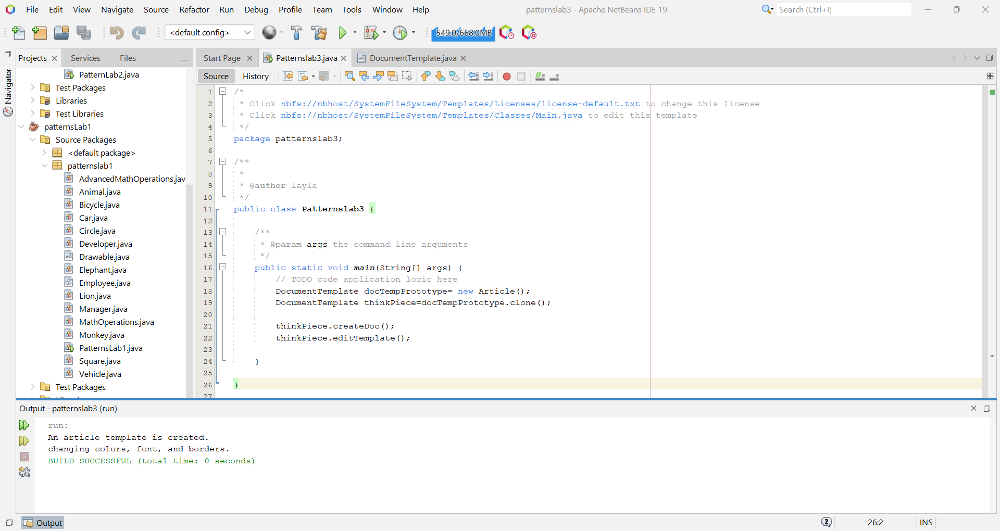 File Edit View Navigate Source Refactor Run Debug Profile Team Tools Window Help
patternslab3 - Apache NetBeans IDE 19
Search (Ctrl+I)
<default config>
549.0/668.0MB
Projects Services Files
Start Page Patternslab3.java DocumentTemplate.java
Navigator
Source History
PatternLab2.java
Test Packages
Libraries
Test Libraries
patternsLab1
Source Packages
<default package>
patternslab1
AdvancedMathOperations.jav
Animal.java
Bicycle.java
Car.java
Circle.java
Developer.java
Drawable.java
Elephant.java
Employee.java
Lion.java
Manager.java
MathOperations.java
Monkey.java
PatternsLab1.java
Square.java
Vehicle.java
Test Packages
1 /*
2 * Click nbfs://nbhost/SystemFileSystem/Templates/Licenses/license-default.txt to change this license
3 * Click nbfs://nbhost/SystemFileSystem/Templates/Classes/Main.java to edit this template
4 */
5 package patternslab3;
6
7 /**
8 *
9 * @author layla
10 */
11 public class Patternslab3 {
12
13 /**
14 * @param args the command line arguments
15 */
16 public static void main(String[] args) {
17 // TODO code application logic here
18 DocumentTemplate docTempPrototype= new Article();
19 DocumentTemplate thinkPiece=docTempPrototype.clone();
20
21 thinkPiece.createDoc();
22 thinkPiece.editTemplate();
23
24 }
25
26 }
27
Output - patternslab3 (run)
run:
An article template is created.
changing colors, font, and borders.
BUILD SUCCESSFUL (total time: 0 seconds)
Output
2
26:2
INS